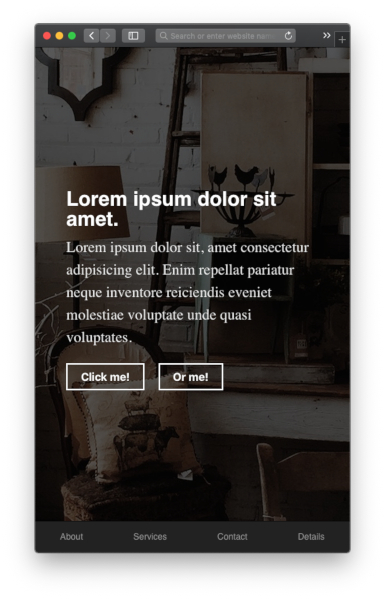 Search or enter website name
Lorem ipsum dolor sit
amet.
Lorem ipsum dolor sit, amet consectetur
adipisicing elit. Enim repellat pariatur
neque inventore reiciendis eveniet
molestiae voluptate unde quasi
voluptates.
Click me! Or me!
About Services Contact Details